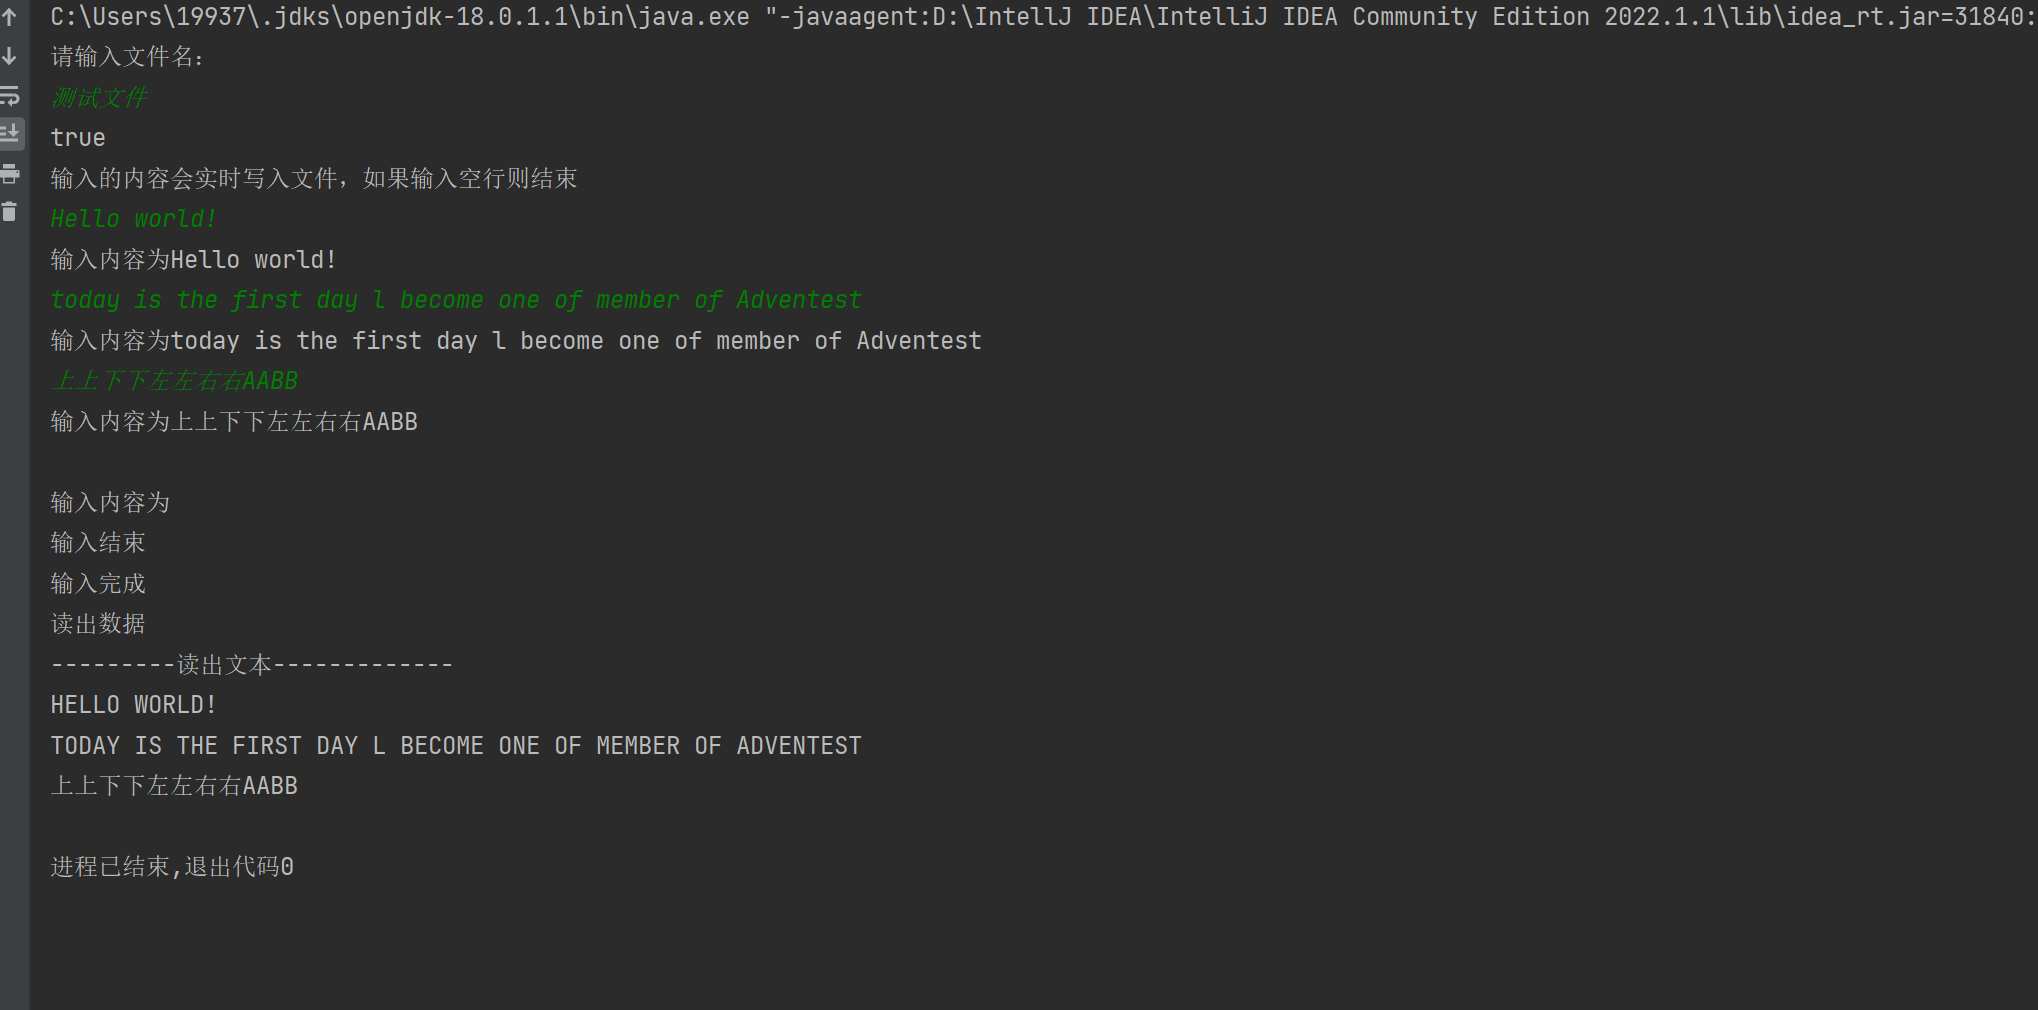 C:\Users\19937\.jdks\openjdk-18.0.1.1\bin\java.exe "-javaagent:D:\IntellJ IDEA\IntelliJ IDEA Community Edition 2022.1.1\lib\idea_rt.jar=31840:
请输入文件名：
测试文件
true
输入的内容会实时写入文件，如果输入空行则结束
Hello world!
输入内容为Hello world!
today is the first day l become one of member of Adventest
输入内容为today is the first day l become one of member of Adventest
上上下下左左右右AABB
输入内容为上上下下左左右右AABB
输入内容为
输入结束
输入完成
读出数据
---------读出文本-------------
HELLO WORLD!
TODAY IS THE FIRST DAY L BECOME ONE OF MEMBER OF ADVENTEST
上上下下左左右右AABB
进程已结束,退出代码0